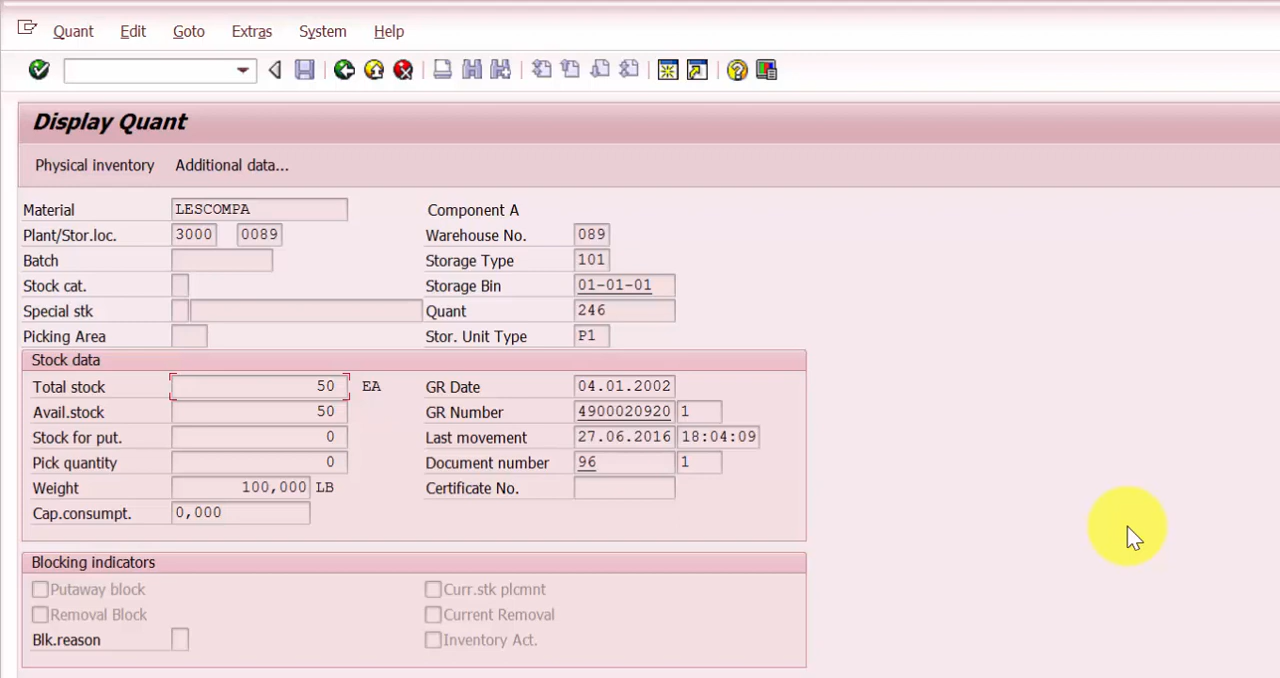 Quant Edit Goto Extras System Help
Display Quant
Physical inventory Additional data...
Material LESCOMPA Component A
Plant/Stor.loc. 3000 0089 Warehouse No. 089
Batch Storage Type 101
Stock cat. Storage Bin 01-01-01
Special stk Quant 246
Picking Area Stor. Unit Type P1
Stock data
Total stock 50 EA GR Date 04.01.2002
Avail.stock 50 GR Number 4900020920 1
Stock for put. 0 Last movement 27.06.2016 18:04:09
Pick quantity 0 Document number 96 1
Weight 100,000 LB Certificate No.
Cap.consumpt. 0,000
Blocking indicators
Putaway block Curr.stk plcmnt
Removal Block Current Removal
Blk.reason Inventory Act.